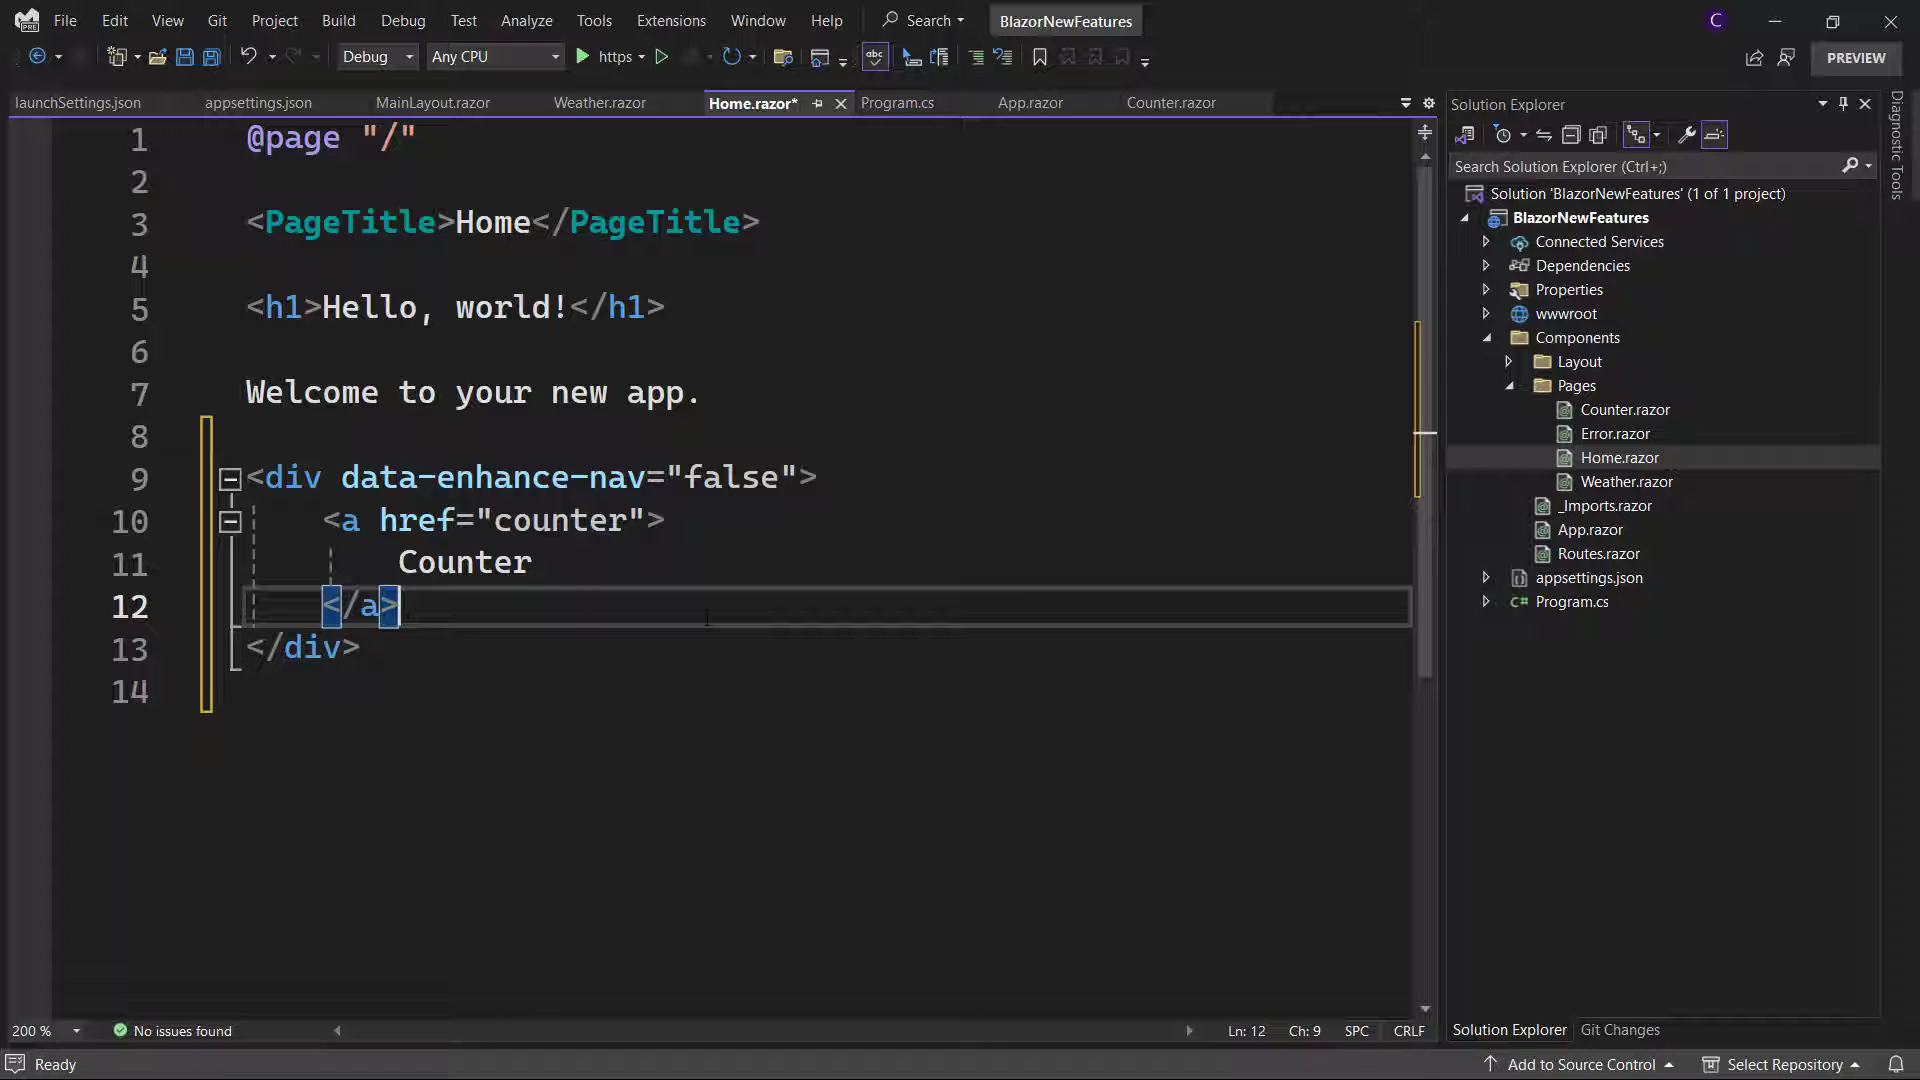 File Edit View Git Project Build Debug Test Analyze Tools Extensions Window Help Search BlazorNewFeatures C
Debug Any CPU https abc PREVIEW
launchSettings.json appsettings.json MainLayout.razor Weather.razor Home.razor* Program.cs App.razor Counter.razor
1 @page "/"
2
3 <PageTitle>Home</PageTitle>
4
5 <h1>Hello, world!</h1>
6
7 Welcome to your new app.
8
9 <div data-enhance-nav="false">
10 <a href="counter">
11 Counter
12 </a>
13 </div>
14
200 % No issues found Ln: 12 Ch: 9 SPC CRLF
Solution Explorer
Search Solution Explorer (Ctrl+;)
Solution 'BlazorNewFeatures' (1 of 1 project)
BlazorNewFeatures
Connected Services
Dependencies
Properties
wwwroot
Components
Layout
Pages
Counter.razor
Error.razor
Home.razor
Weather.razor
_Imports.razor
App.razor
Routes.razor
appsettings.json
C# Program.cs
Solution Explorer Git Changes
Diagnostic Tools
Ready Add to Source Control Select Repository